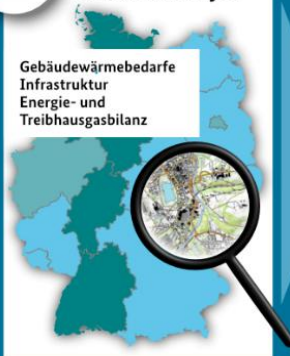 Gebäudewärmebedarfe
Infrastruktur
Energie- und
Treibhausgasbilanz